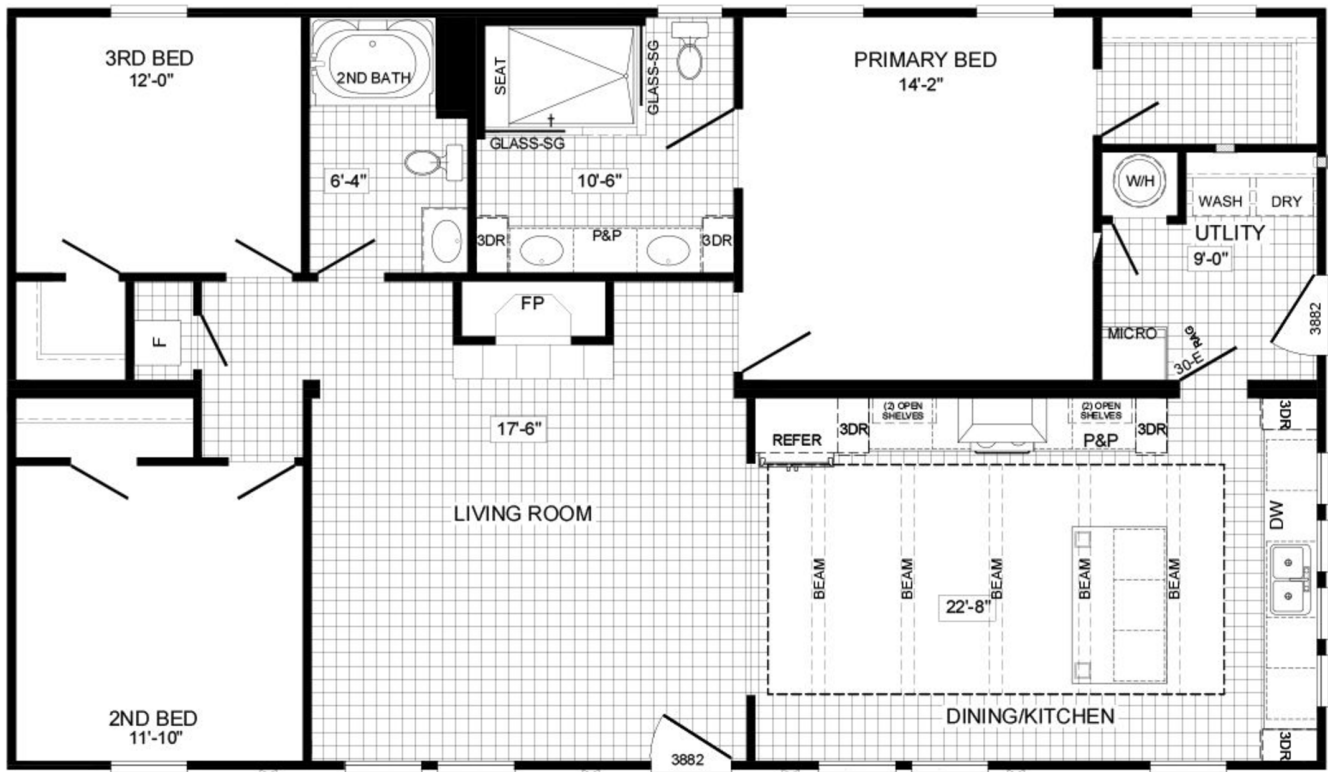 3RD BED
12'-0"
2ND BATH
6'-4"
SEAT
GLASS-SG
GLASS-SG
10'-6"
3DR
P&P
3DR
PRIMARY BED
14'-2"
W/H
WASH
DRY
UTLITY
9'-0"
3882
MICRO
30-E RAG
F
FP
17'-6"
LIVING ROOM
REFER
3DR
(2) OPEN
SHELVES
(2) OPEN
SHELVES
P&P
3DR
3DR
DW
BEAM
BEAM
BEAM
BEAM
BEAM
22'-8"
DINING/KITCHEN
3DR
2ND BED
11'-10"
3882